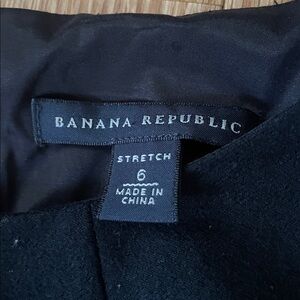 BANANA REPUBLIC
STRETCH
6
MADE IN
CHINA